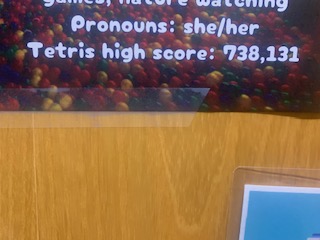 games, nature watching
Pronouns: she/her
Tetris high score: 738,131